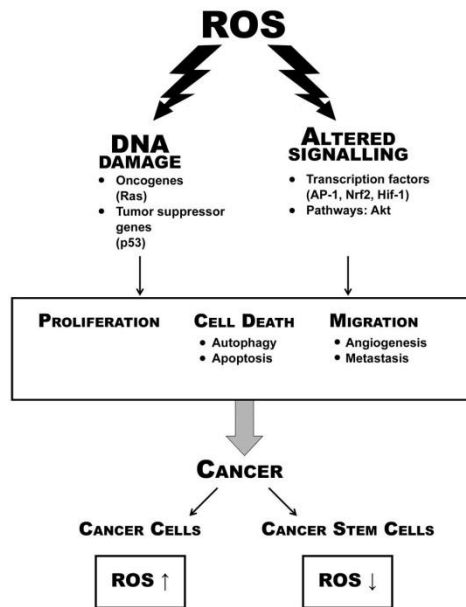 ROS
DNA
DAMAGE
• Oncogenes
(Ras)
• Tumor suppressor
genes
(p53)
ALTERED
SIGNALLING
• Transcription factors
(AP-1, Nrf2, Hif-1)
• Pathways: Akt
PROLIFERATION
CELL DEATH
• Autophagy
• Apoptosis
MIGRATION
• Angiogenesis
• Metastasis
CANCER
CANCER CELLS
ROS ↑
CANCER STEM CELLS
ROS ↓